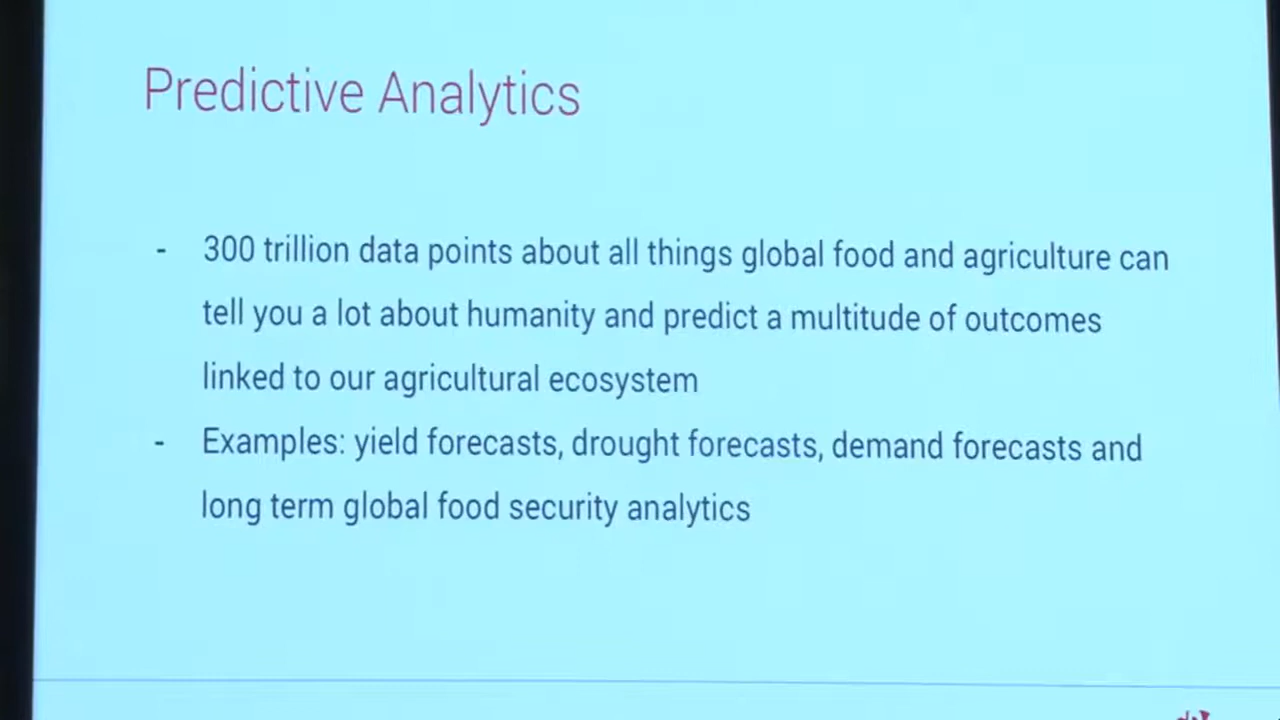 Predictive Analytics
- 300 trillion data points about all things global food and agriculture can
tell you a lot about humanity and predict a multitude of outcomes
linked to our agricultural ecosystem
- Examples: yield forecasts, drought forecasts, demand forecasts and
long term global food security analytics